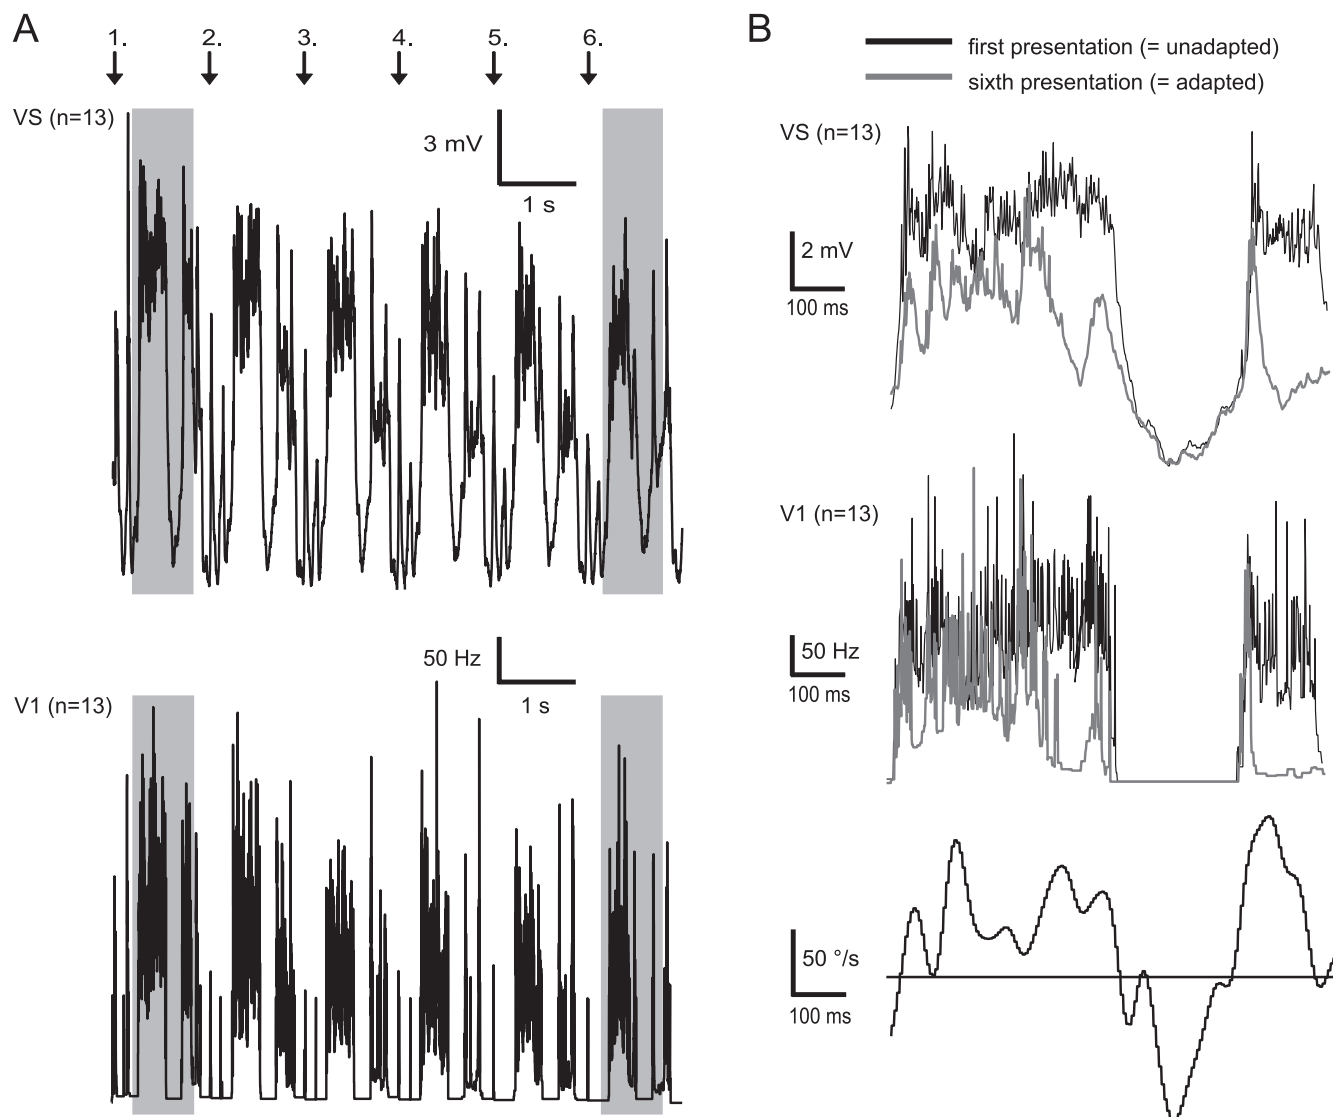 A
1. 2. 3. 4. 5. 6.
VS (n=13)
3 mV
1 s
50 Hz
1 s
V1 (n=13)
B
first presentation (= unadapted)
sixth presentation (= adapted)
VS (n=13)
2 mV
100 ms
V1 (n=13)
50 Hz
100 ms
50 °/s
100 ms